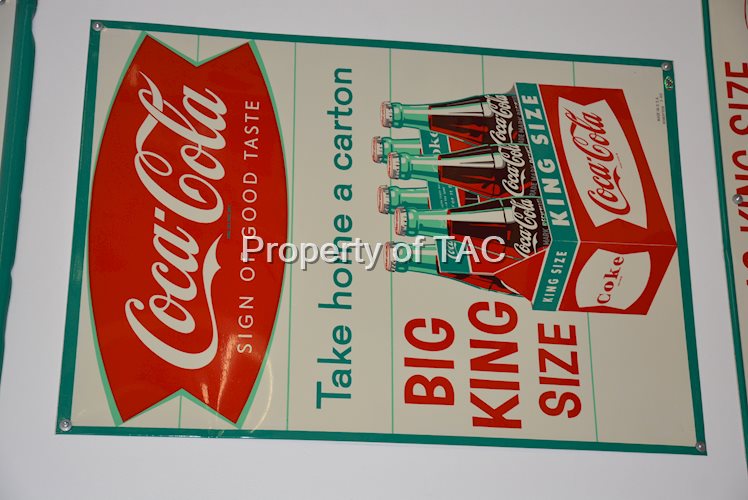 Coca-Cola
SIGN OF GOOD TASTE
Take home a carton
BIG
KING
SIZE
Coca-Cola
Coca-Cola
Coca-Cola
KING SIZE
Coca-Cola
KING SIZE
Coke
Property of TAC
KING SIZE